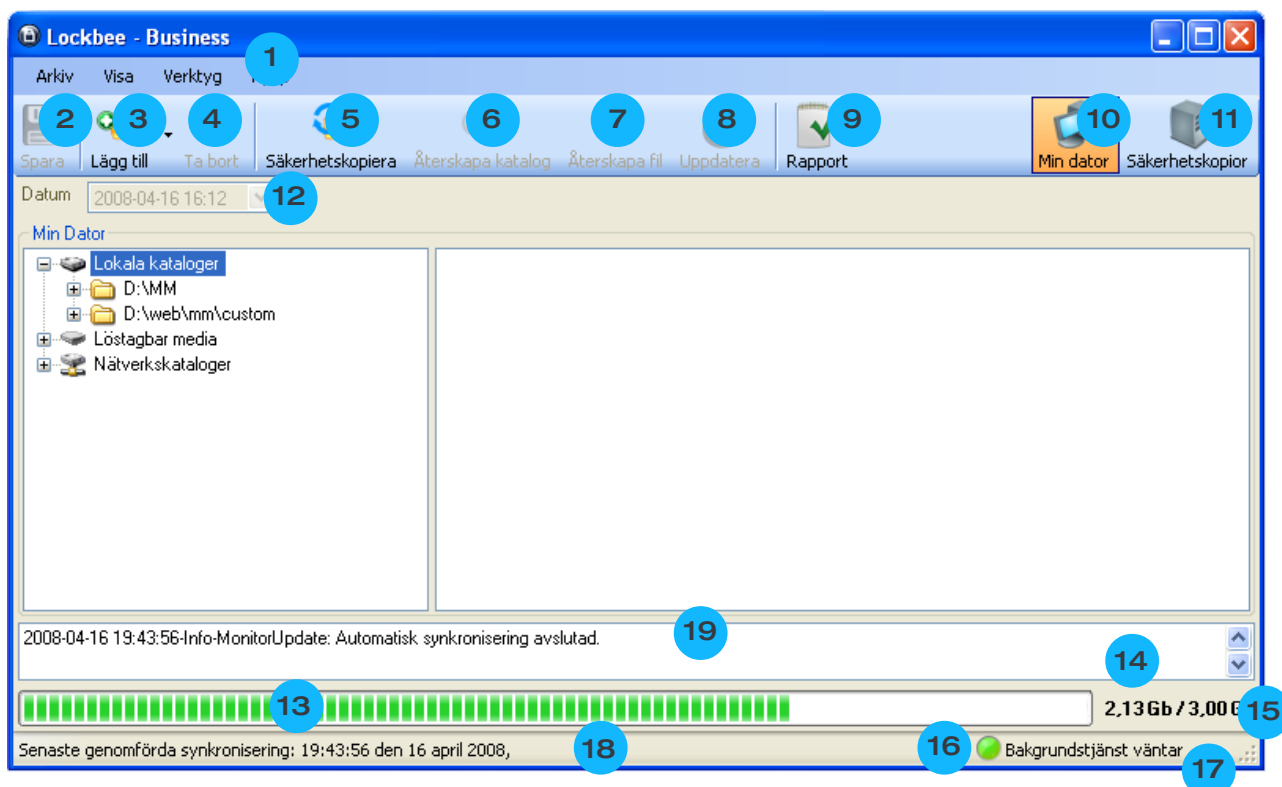 Lockbee - Business
1
Arkiv Visa Verktyg
2 3 4 5 6 7 8 9 10 11
Spara Lägg till Ta bort Säkerhetskopiera Återskapa katalog Återskapa fil Uppdatera Rapport Min dator Säkerhetskopior
Datum 2008-04-16 16:12 12
Min Dator
Lokala kataloger
D:\MM
D:\web\mm\custom
Löstagbar media
Nätverkskataloger
2008-04-16 19:43:56-Info-MonitorUpdate: Automatisk synkronisering avslutad. 19
14
13 2,13Gb / 3,00 15
Senaste genomförda synkronisering: 19:43:56 den 16 april 2008, 18 16 Bakgrundstjänst väntar
17